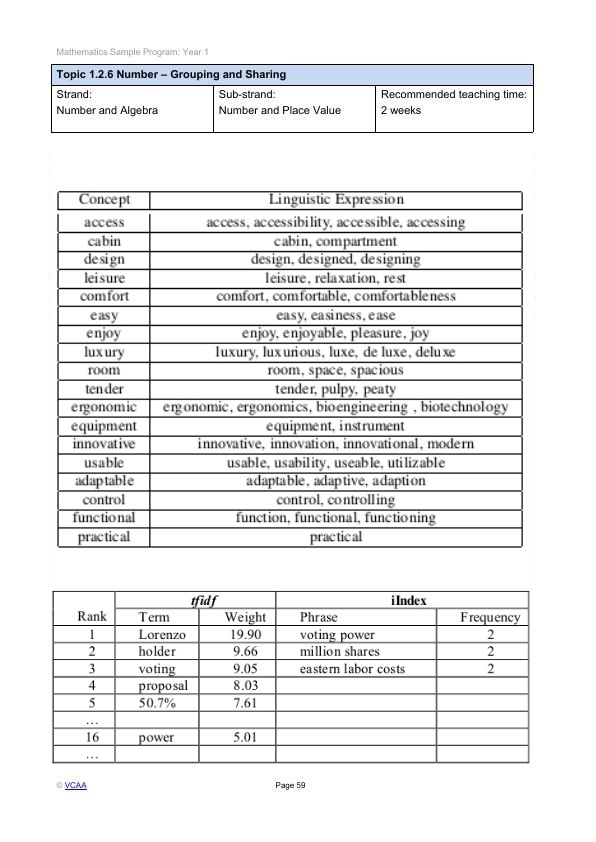 Mathematics Sample Program: Year 1
Topic 1.2.6 Number – Grouping and Sharing
Strand: Sub-strand: Recommended teaching time:
Number and Algebra Number and Place Value 2 weeks
Concept Linguistic Expression
access access, accessibility, accessible, accessing
cabin cabin, compartment
design design, designed, designing
leisure leisure, relaxation, rest
comfort comfort, comfortable, comfortableness
easy easy, easiness, ease
enjoy enjoy, enjoyable, pleasure, joy
luxury luxury, luxurious, luxe, de luxe, deluxe
room room, space, spacious
tender tender, pulpy, peaty
ergonomic ergonomic, ergonomics, bioengineering , biotechnology
equipment equipment, instrument
innovative innovative, innovation, innovational, modern
usable usable, usability, useable, utilizable
adaptable adaptable, adaptive, adaption
control control, controlling
functional function, functional, functioning
practical practical
tfidf iIndex
Rank Term Weight Phrase Frequency
1 Lorenzo 19.90 voting power 2
2 holder 9.66 million shares 2
3 voting 9.05 eastern labor costs 2
4 proposal 8.03
5 50.7% 7.61
…
16 power 5.01
…
© VCAA Page 59